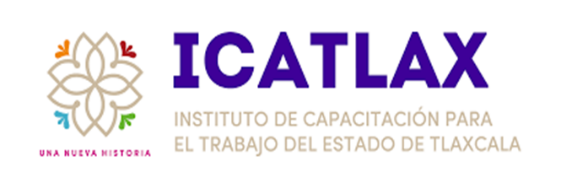 ICATLAX
INSTITUTO DE CAPACITACIÓN PARA
EL TRABAJO DEL ESTADO DE TLAXCALA
UNA NUEVA HISTORIA